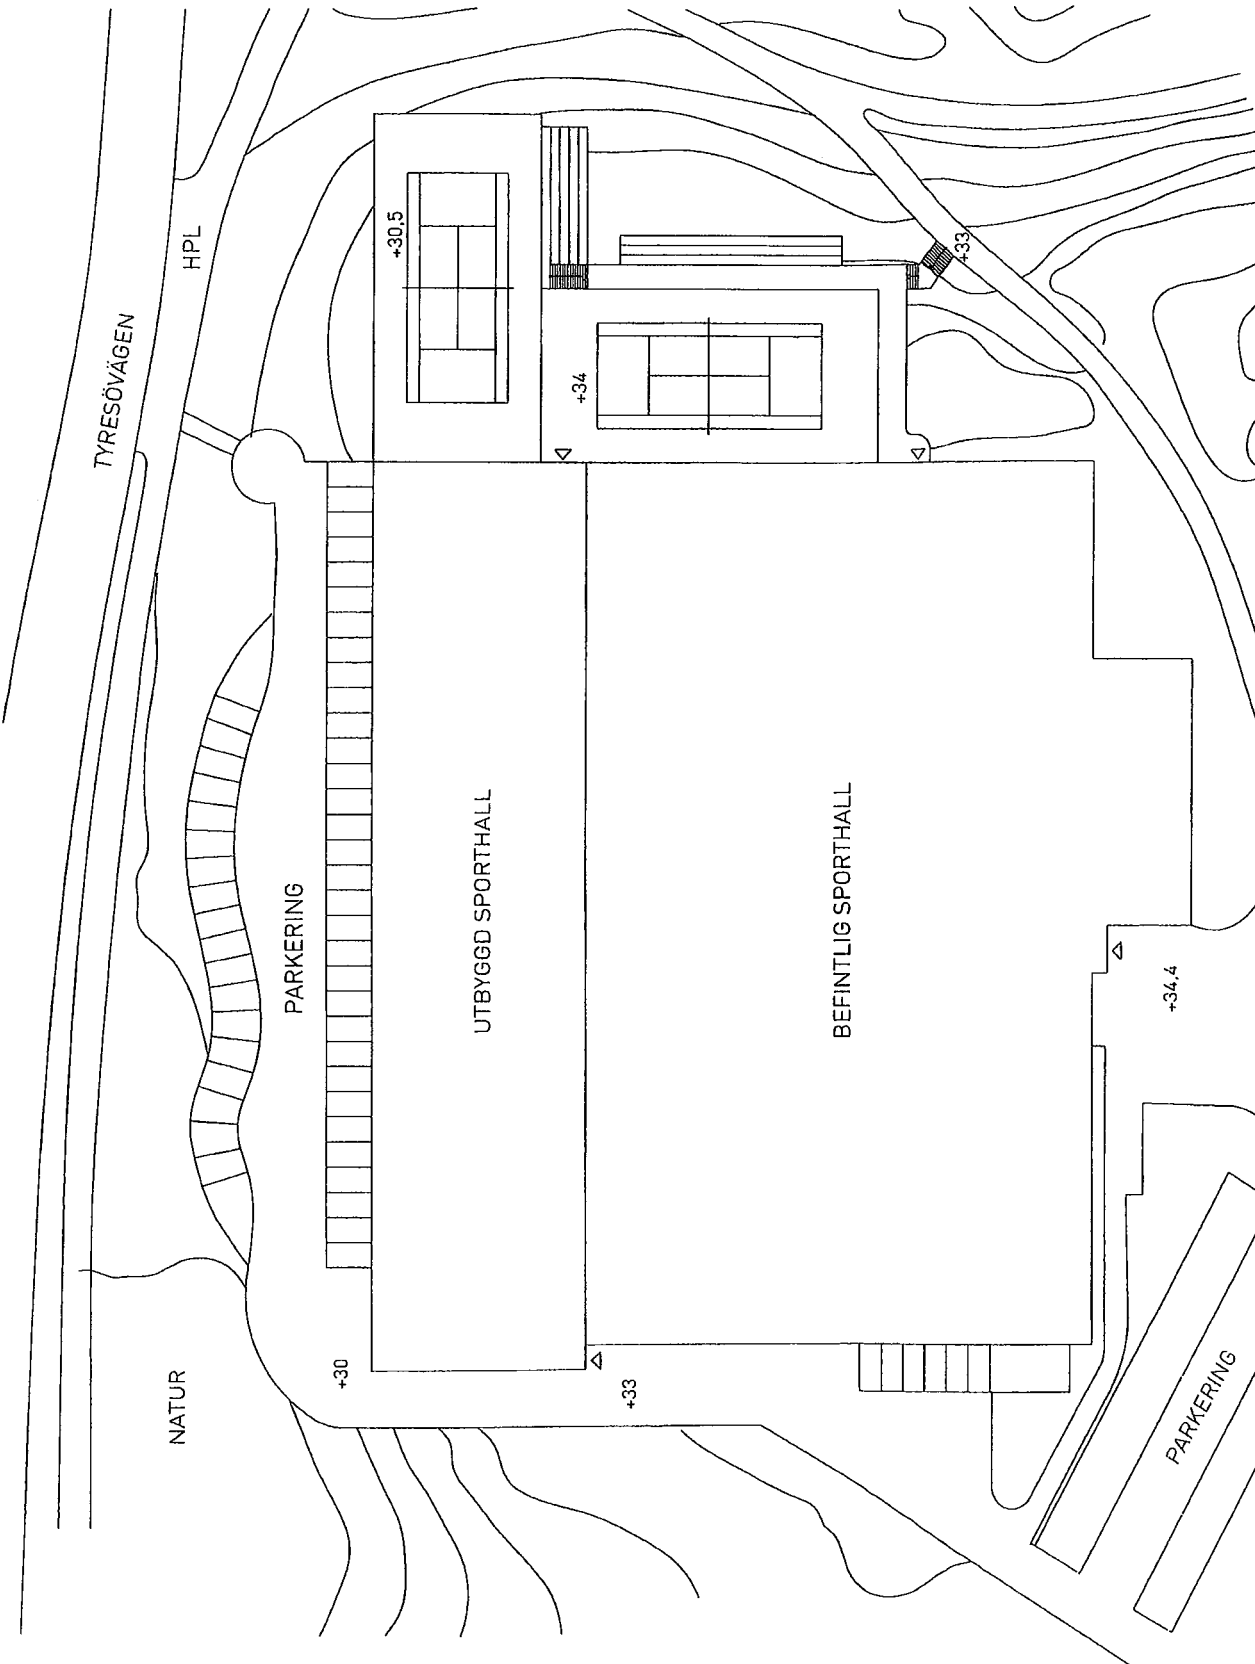 TYRESÖVÄGEN
HPL
+30,5
+33
+34
PARKERING
UTBYGGD SPORTHALL
BEFINTLIG SPORTHALL
+34,4
NATUR
+30
+33
PARKERING